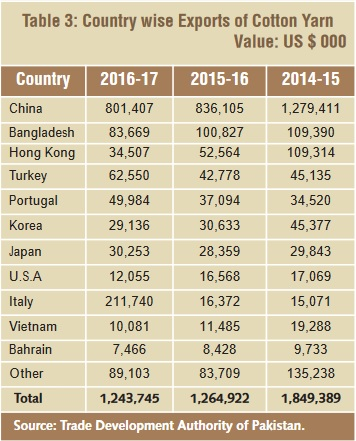 Table 3: Country wise Exports of Cotton Yarn
Value: US $ 000
Country 2016-17 2015-16 2014-15
China 801,407 836,105 1,279,411
Bangladesh 83,669 100,827 109,390
Hong Kong 34,507 52,564 109,314
Turkey 62,550 42,778 45,135
Portugal 49,984 37,094 34,520
Korea 29,136 30,633 45,377
Japan 30,253 28,359 29,843
U.S.A 12,055 16,568 17,069
Italy 211,740 16,372 15,071
Vietnam 10,081 11,485 19,288
Bahrain 7,466 8,428 9,733
Other 89,103 83,709 135,238
Total 1,243,745 1,264,922 1,849,389
Source: Trade Development Authority of Pakistan.